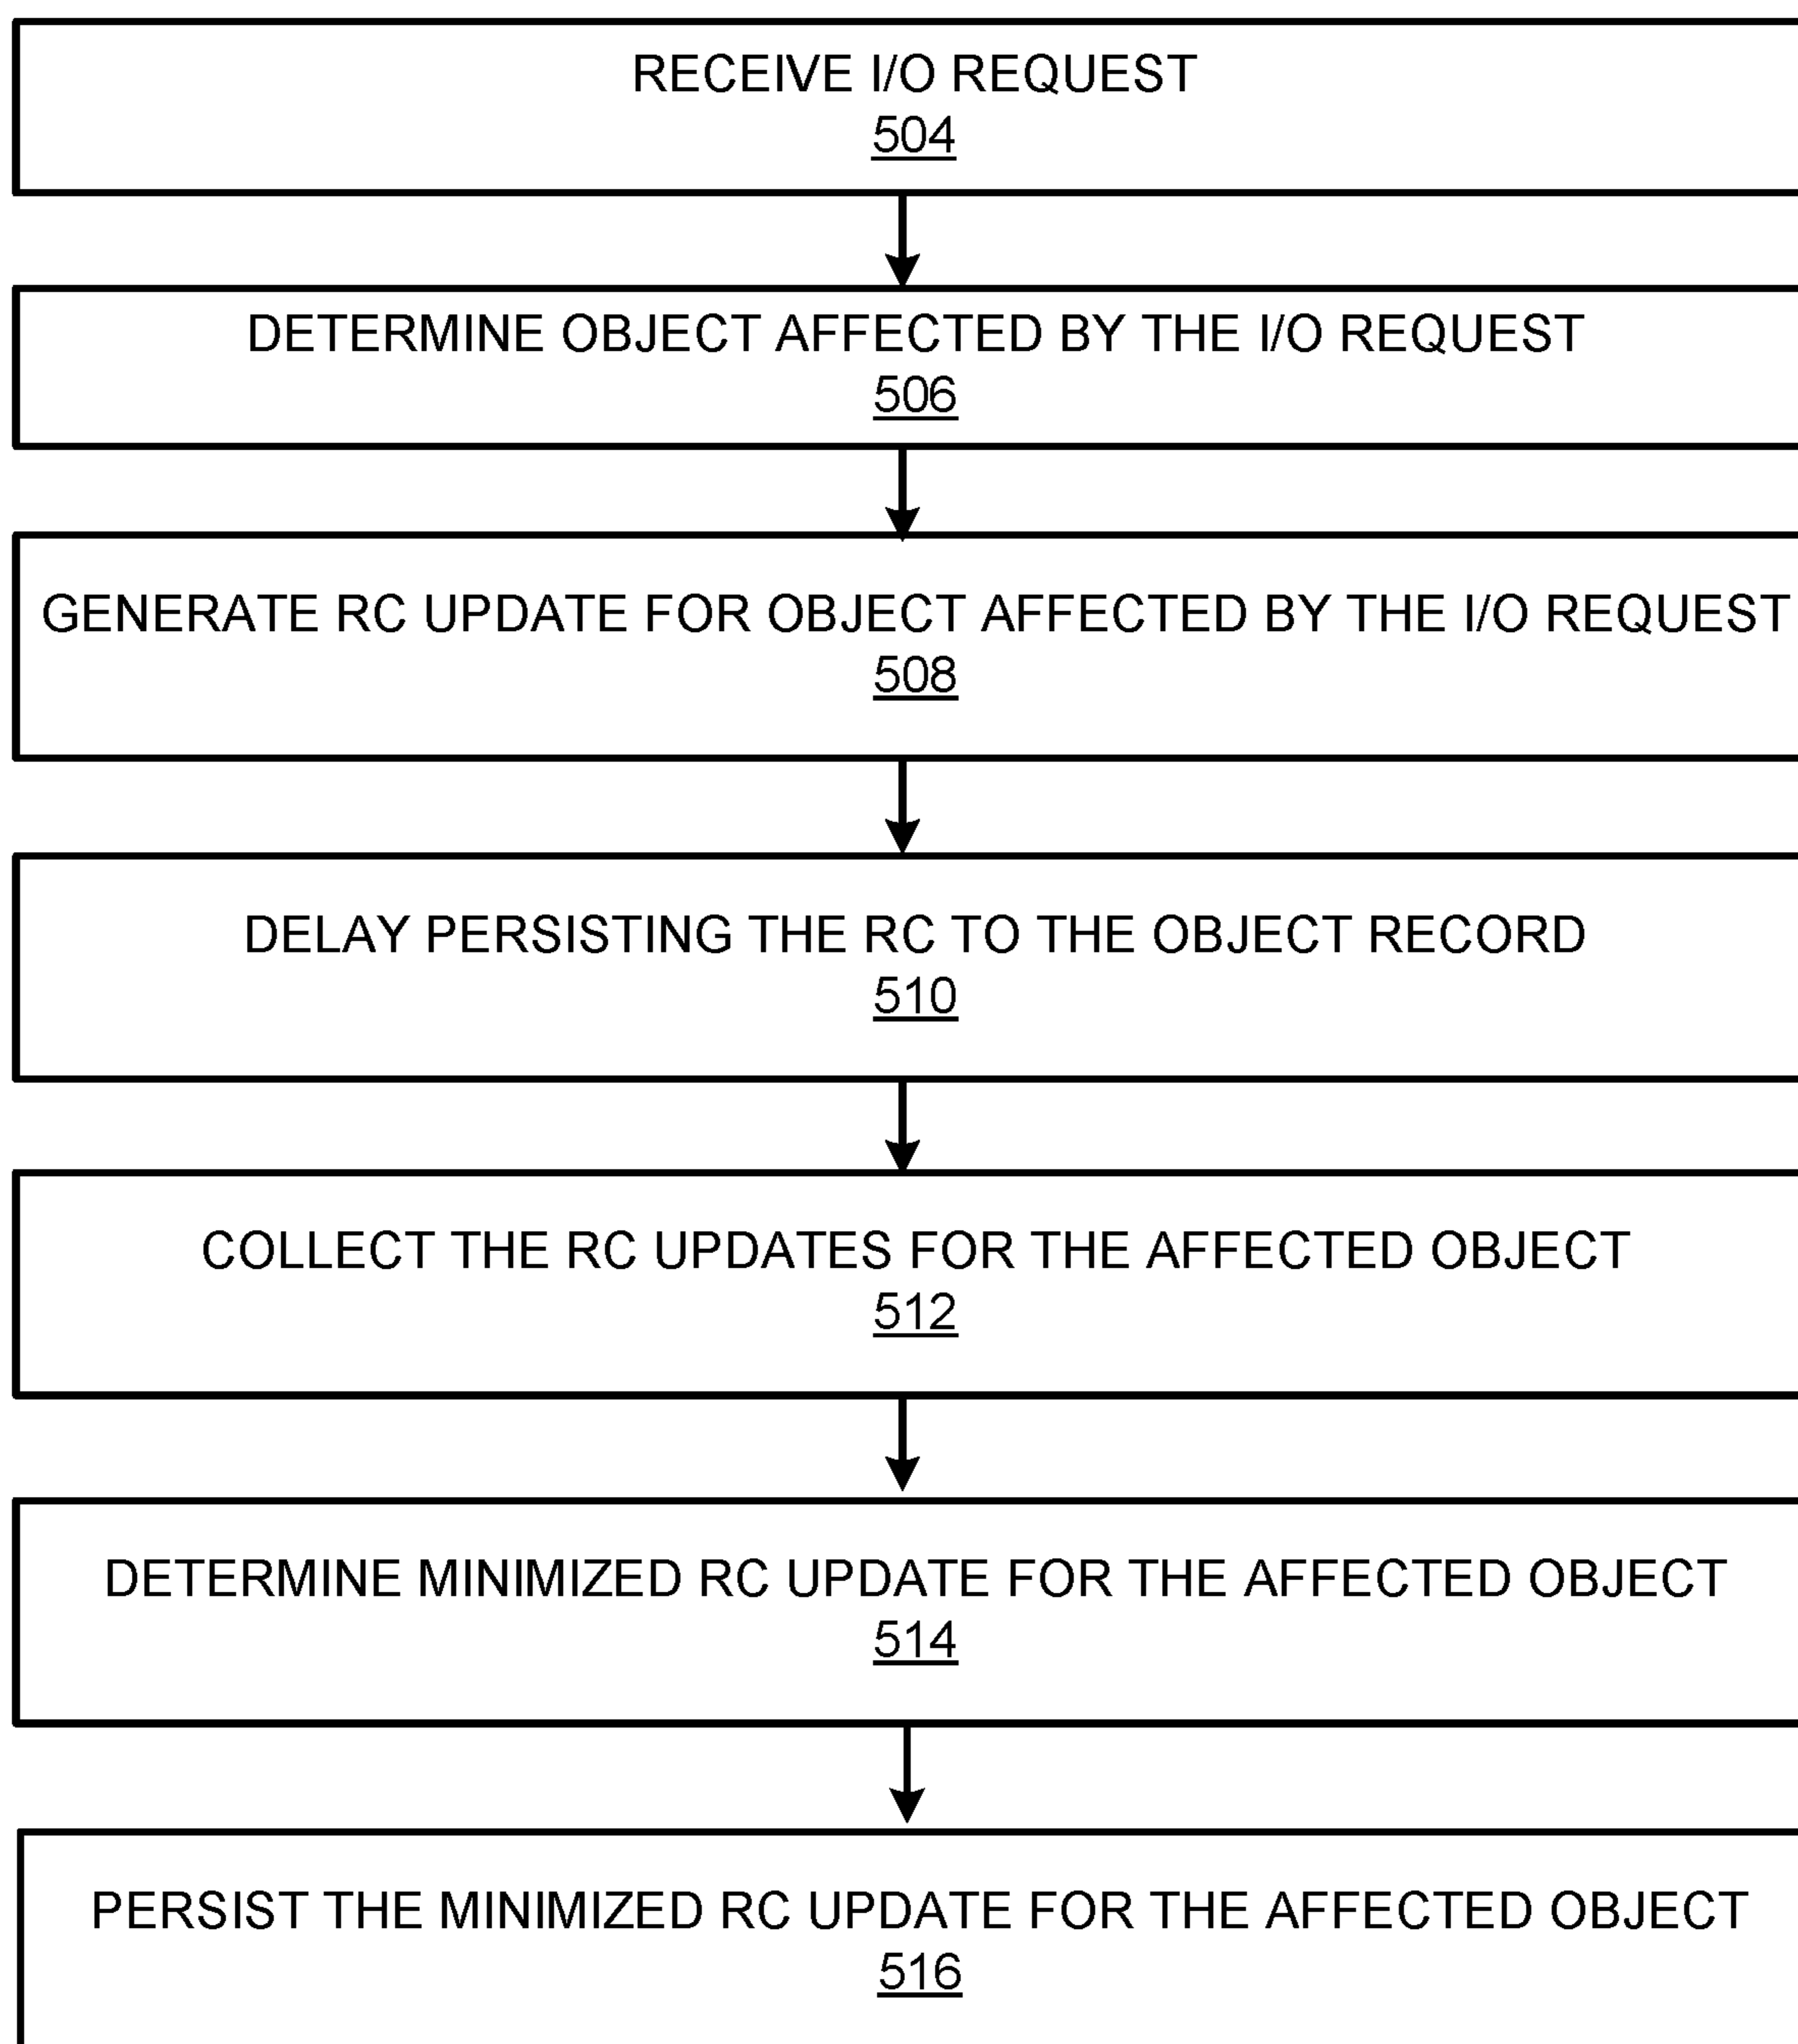 RECEIVE I/O REQUEST
504
DETERMINE OBJECT AFFECTED BY THE I/O REQUEST
506
GENERATE RC UPDATE FOR OBJECT AFFECTED BY THE I/O REQUEST
508
DELAY PERSISTING THE RC TO THE OBJECT RECORD
510
COLLECT THE RC UPDATES FOR THE AFFECTED OBJECT
512
DETERMINE MINIMIZED RC UPDATE FOR THE AFFECTED OBJECT
514
PERSIST THE MINIMIZED RC UPDATE FOR THE AFFECTED OBJECT
516